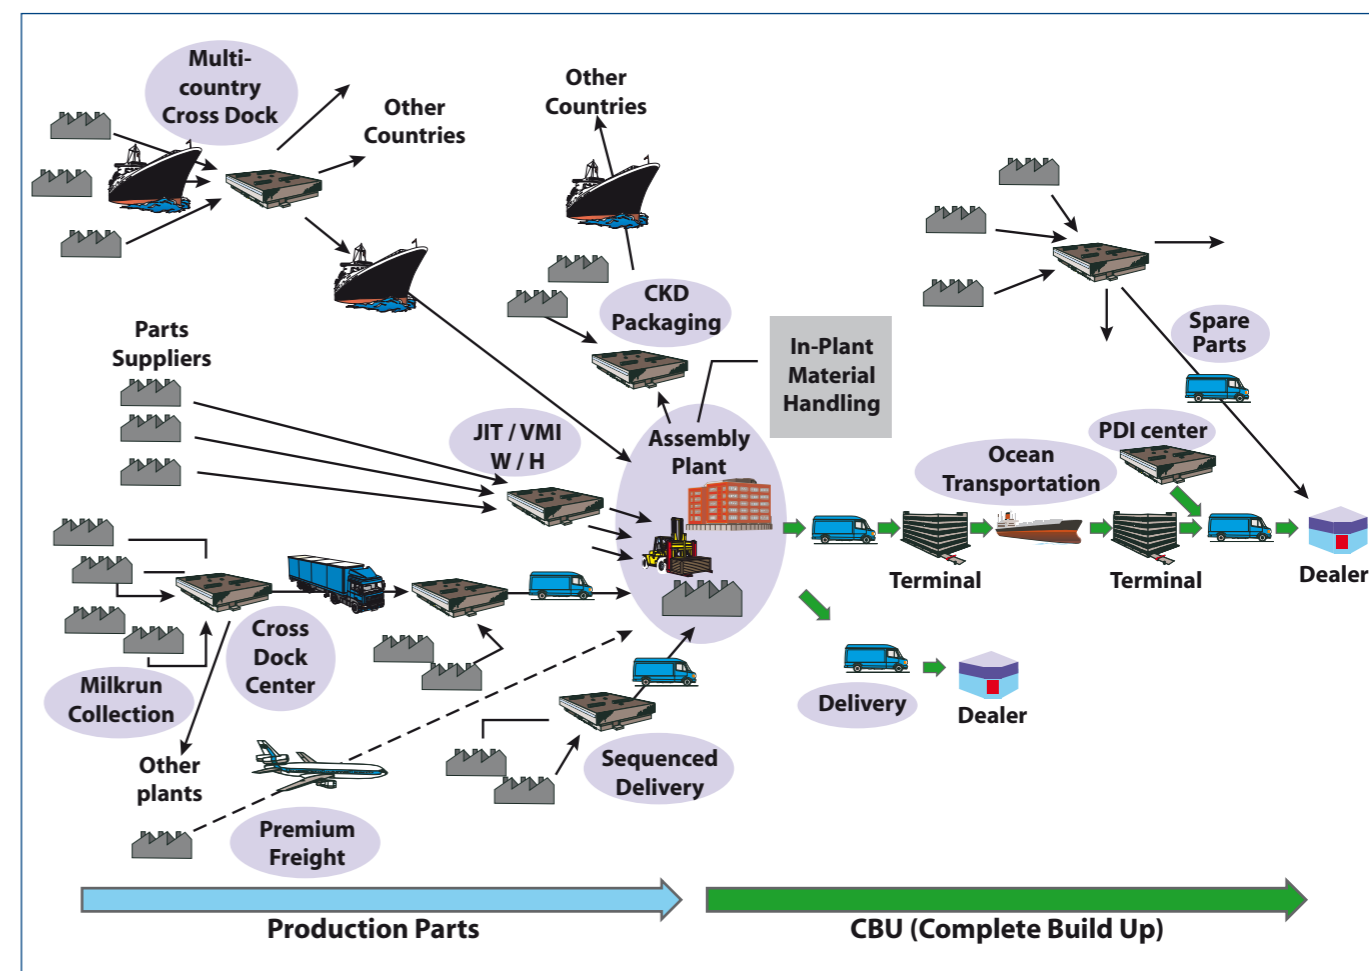 Multi-
country
Cross Dock
Other
Countries
Other
Countries
CKD
Packaging
Parts
Suppliers
JIT / VMI
W / H
Assembly
Plant
In-Plant
Material
Handling
Spare
Parts
PDI center
Ocean
Transportation
Terminal
Terminal
Dealer
Cross
Dock
Center
Milkrun
Collection
Other
plants
Premium
Freight
Sequenced
Delivery
Delivery
Dealer
Production Parts
CBU (Complete Build Up)